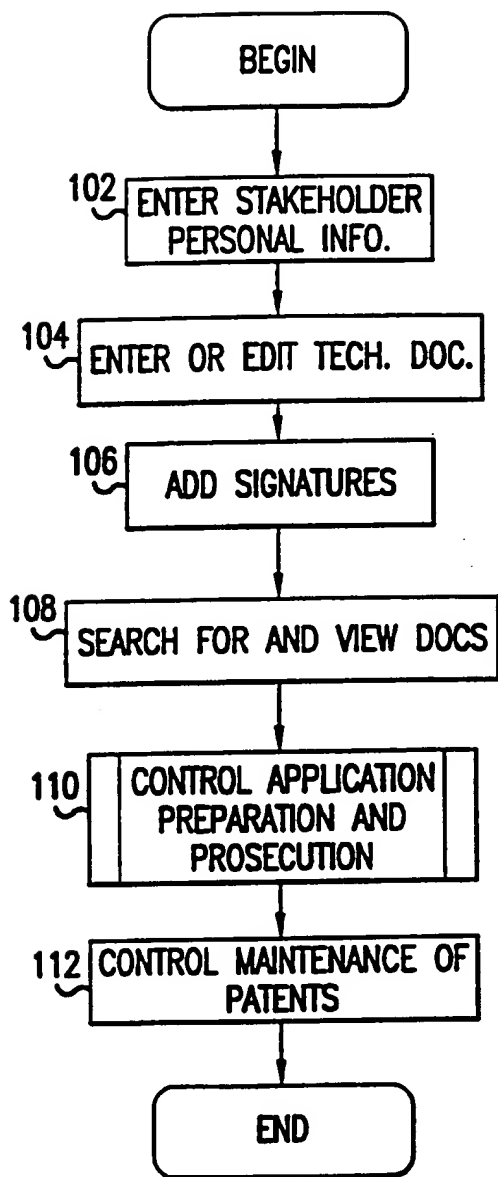 BEGIN
102
ENTER STAKEHOLDER
PERSONAL INFO.
104
ENTER OR EDIT TECH. DOC.
106
ADD SIGNATURES
108
SEARCH FOR AND VIEW DOCS
110
CONTROL APPLICATION
PREPARATION AND
PROSECUTION
112
CONTROL MAINTENANCE OF
PATENTS
END